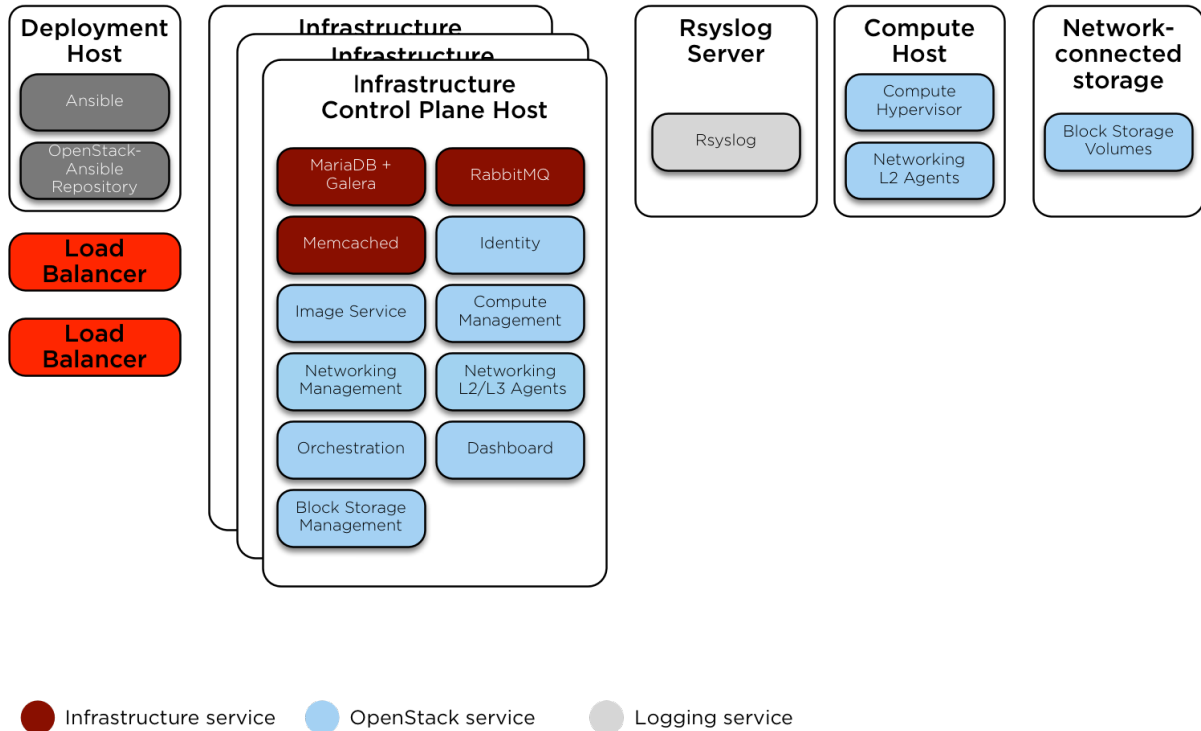 Deployment
Host
Ansible
OpenStack-
Ansible
Repository
Load
Balancer
Load
Balancer
Infrastructure
Infrastructure
Infrastructure
Control Plane Host
MariaDB +
Galera
RabbitMQ
Memcached
Identity
Image Service
Compute
Management
Networking
Management
Networking
L2/L3 Agents
Orchestration
Dashboard
Block Storage
Management
Rsyslog
Server
Rsyslog
Compute
Host
Compute
Hypervisor
Networking
L2 Agents
Network-
connected
storage
Block Storage
Volumes
Infrastructure service
OpenStack service
Logging service